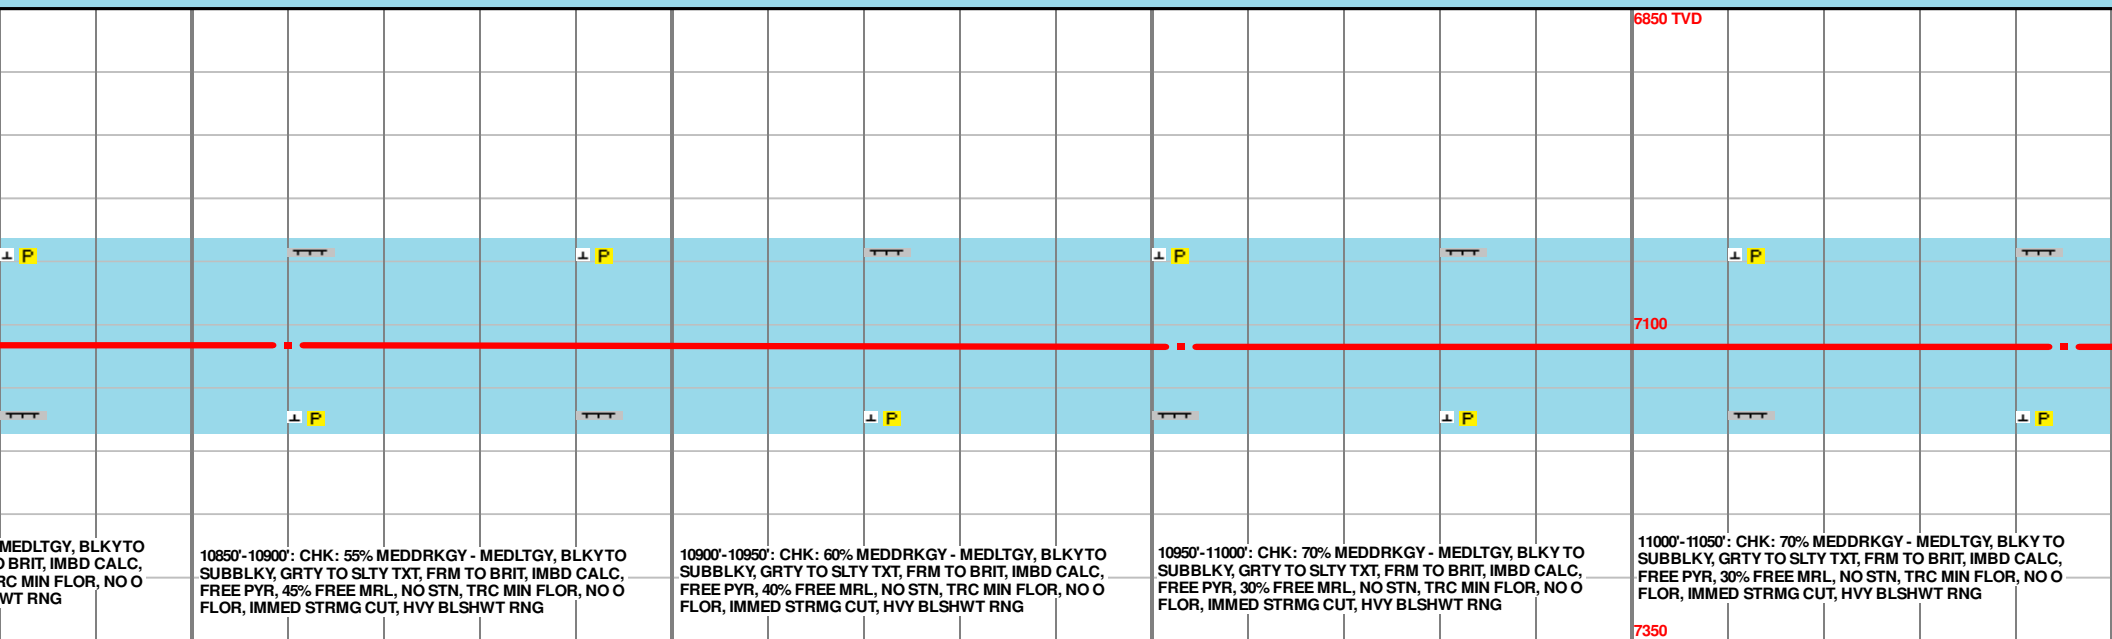 6850 TVD
P
P
P
P
7100
P
P
P
P
MEDLTGY, BLKY TO
BRIT, IMBD CALC,
RC MIN FLOR, NO O
WT RNG
10850'-10900': CHK: 55% MEDDRKGY - MEDLTGY, BLKY TO
SUBBLKY, GRTY TO SLTY TXT, FRM TO BRIT, IMBD CALC,
FREE PYR, 45% FREE MRL, NO STN, TRC MIN FLOR, NO O
FLOR, IMMED STRMG CUT, HVY BLSHWT RNG
10900'-10950': CHK: 60% MEDDRKGY - MEDLTGY, BLKY TO
SUBBLKY, GRTY TO SLTY TXT, FRM TO BRIT, IMBD CALC,
FREE PYR, 40% FREE MRL, NO STN, TRC MIN FLOR, NO O
FLOR, IMMED STRMG CUT, HVY BLSHWT RNG
10950'-11000': CHK: 70% MEDDRKGY - MEDLTGY, BLKY TO
SUBBLKY, GRTY TO SLTY TXT, FRM TO BRIT, IMBD CALC,
FREE PYR, 30% FREE MRL, NO STN, TRC MIN FLOR, NO O
FLOR, IMMED STRMG CUT, HVY BLSHWT RNG
11000'-11050': CHK: 70% MEDDRKGY - MEDLTGY, BLKY TO
SUBBLKY, GRTY TO SLTY TXT, FRM TO BRIT, IMBD CALC,
FREE PYR, 30% FREE MRL, NO STN, TRC MIN FLOR, NO O
FLOR, IMMED STRMG CUT, HVY BLSHWT RNG
7350